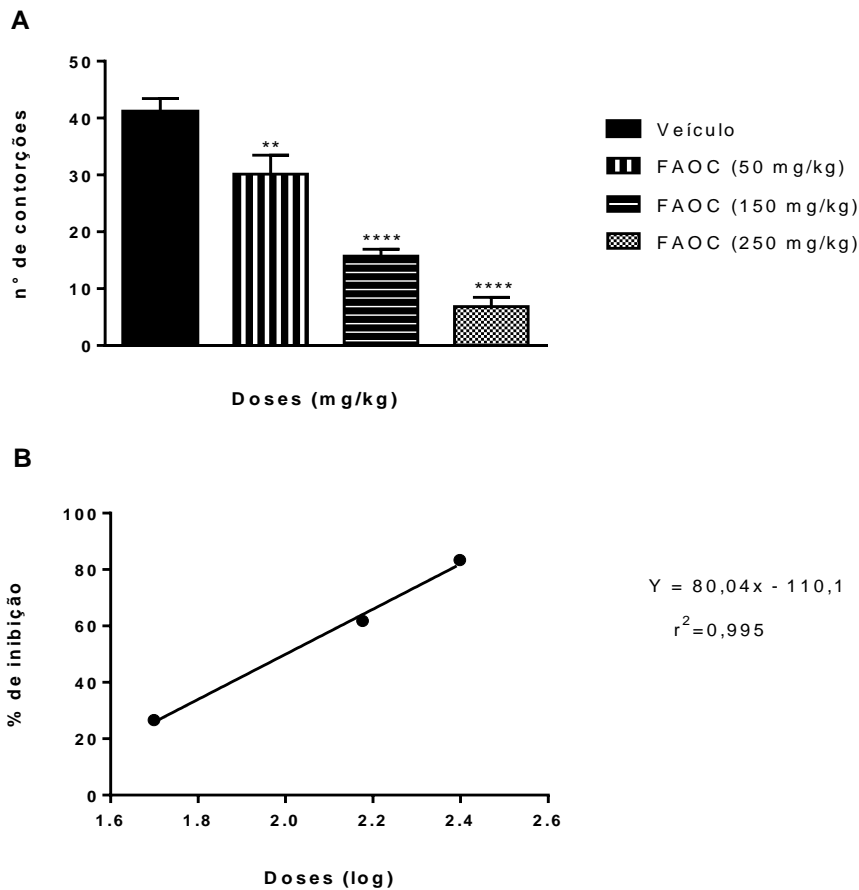 A
50
40
30
20
10
0
n° de contorções
**
****
****
Doses (mg/kg)
Veículo
FAOC (50 mg/kg)
FAOC (150 mg/kg)
FAOC (250 mg/kg)
B
100
80
60
40
20
0
% de inibição
1.6 1.8 2.0 2.2 2.4 2.6
Doses (log)
Y = 80,04x - 110,1
r²=0,995